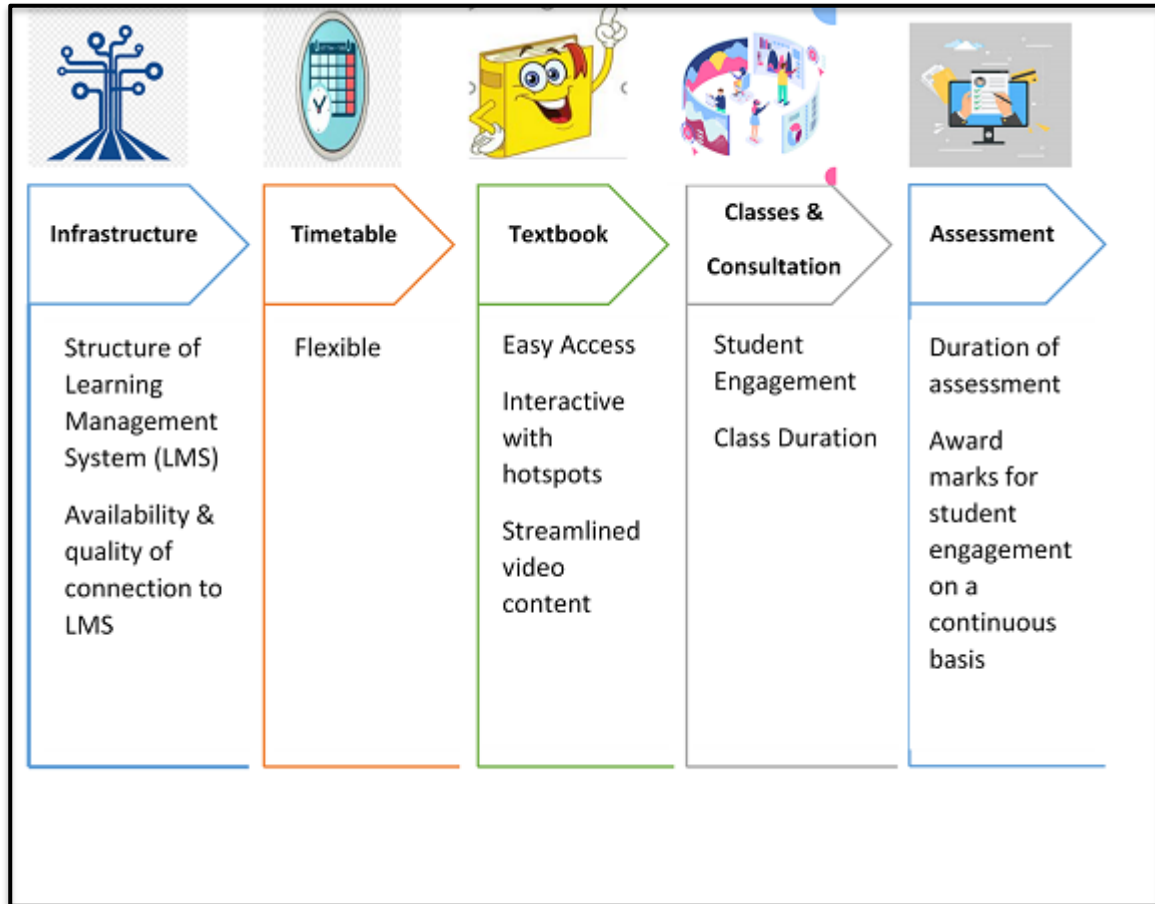 Infrastructure
Structure of
Learning
Management
System (LMS)
Availability &
quality of
connection to
LMS
Timetable
Flexible
Textbook
Easy Access
Interactive
with
hotspots
Streamlined
video
content
Classes &
Consultation
Student
Engagement
Class Duration
Assessment
Duration of
assessment
Award
marks for
student
engagement
on a
continuous
basis